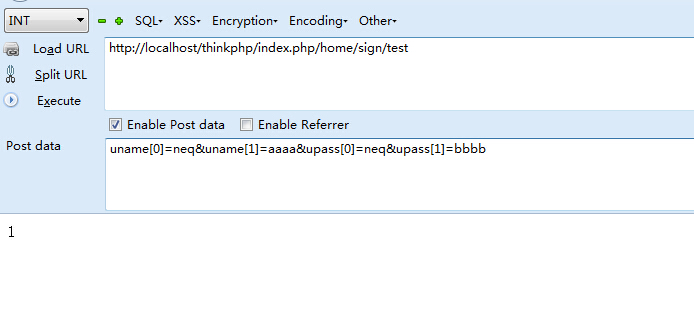 INT SQL- XSS- Encryption- Encoding- Other-
Load URL http://localhost/thinkphp/index.php/home/sign/test
Split URL
Execute
Enable Post data Enable Referrer
Post data uname[0]=neq&uname[1]=aaaa&upass[0]=neq&upass[1]=bbbb
1